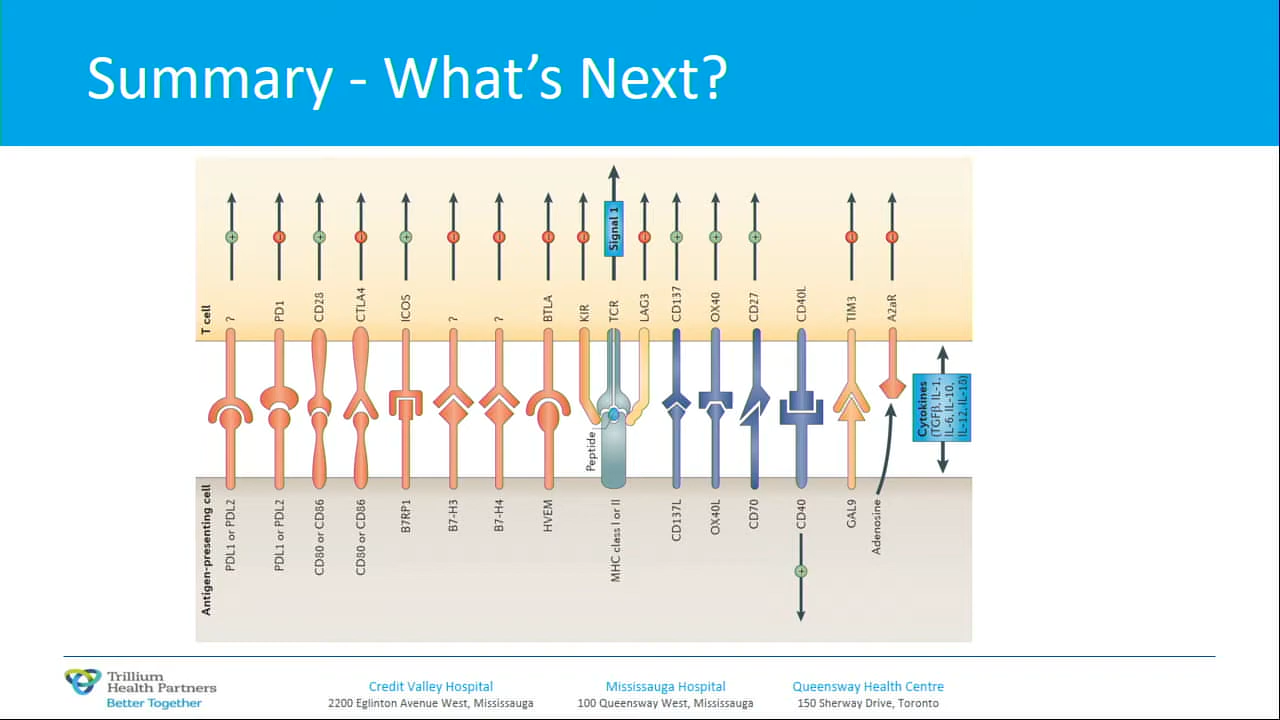 Summary - What's Next?
T cell
?
PD1
CD28
CTLA4
ICOS
?
?
BTLA
KIR
Signal 1
TCR
LAG3
CD137
OX40
CD27
CD40L
TIM3
A2aR
Peptide
Cytokines
(TGFβ, IL-1,
IL-6, IL-10,
IL-12, IL-18)
Antigen-presenting cell
PDL1 or PDL2
PDL1 or PDL2
CD80 or CD86
CD80 or CD86
B7RP1
B7-H3
B7-H4
HVEM
MHC class I or II
CD137L
OX40L
CD70
CD40
GAL9
Adenosine
Trillium
Health Partners
Better Together
Credit Valley Hospital
2200 Eglinton Avenue West, Mississauga
Mississauga Hospital
100 Queensway West, Mississauga
Queensway Health Centre
150 Sherway Drive, Toronto